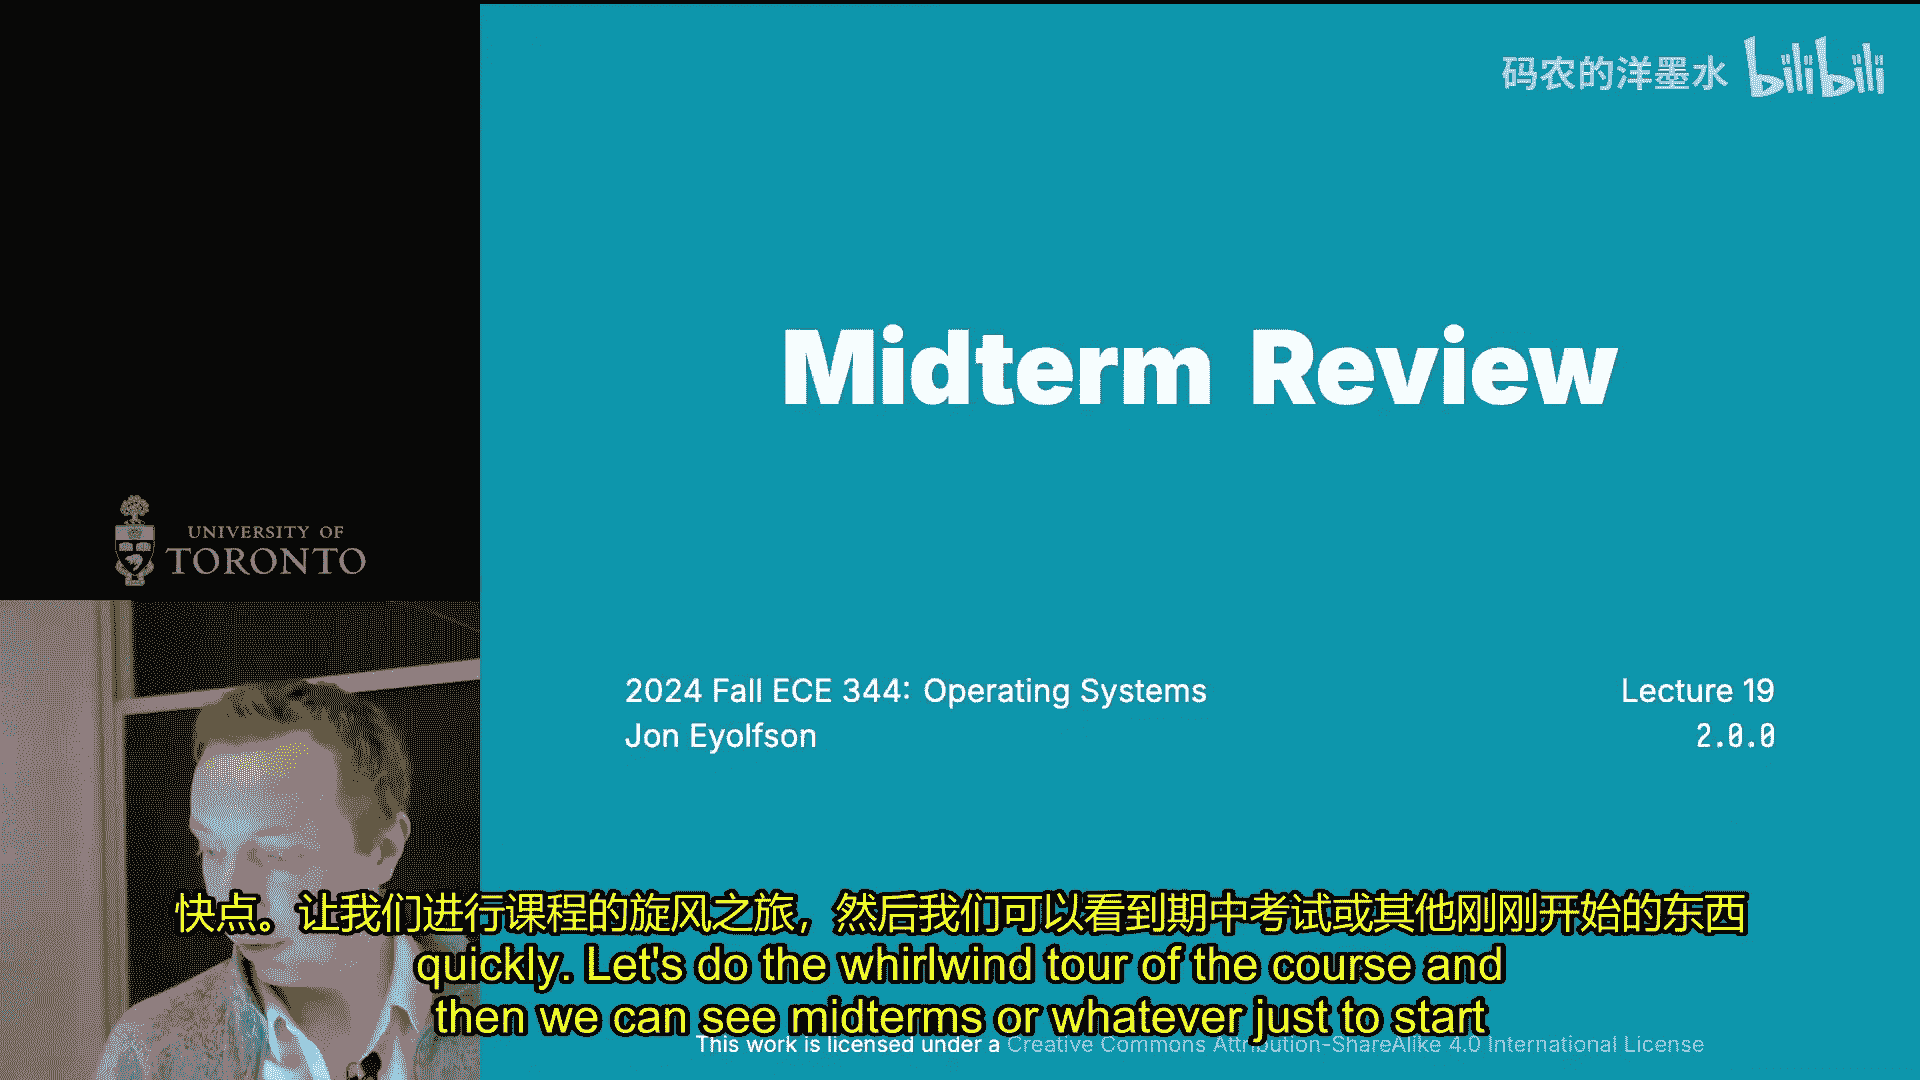 码农的洋墨水 bilibili
Midterm Review
UNIVERSITY OF
TORONTO
2024 Fall ECE 344: Operating Systems
Lecture 19
Jon Eyolfson
2.0.0
快点。让我们进行课程的旋风之旅，然后我们可以看到期中考试或其他刚刚开始的东西
quickly. Let's do the whirlwind tour of the course and
then we can see midterms or whatever just to start
This work is licensed under a Creative Commons Attribution-ShareAlike 4.0 International License